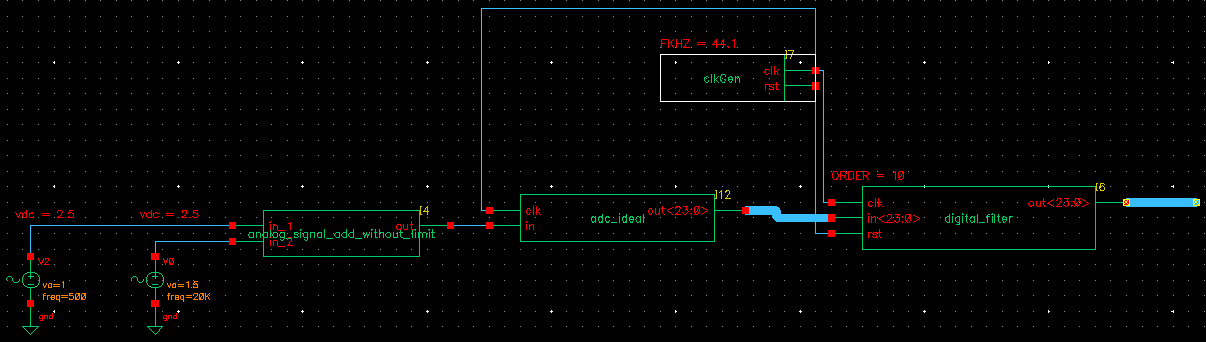 FKHZ = 44.1
I7
clk
clkGen
rst
ORDER = 10
I6
I12
clk
out<23:0>
adc_ideal
in
clk
out<23:0>
in<23:0>
digital_filter
rst
vdc = .2.5
vdc = .2.5
I4
in_1
out
analog_signal_add_without_limit
in_2
V2
V0
va=1
va=1.5
freq=500
freq=20K
gnd
gnd